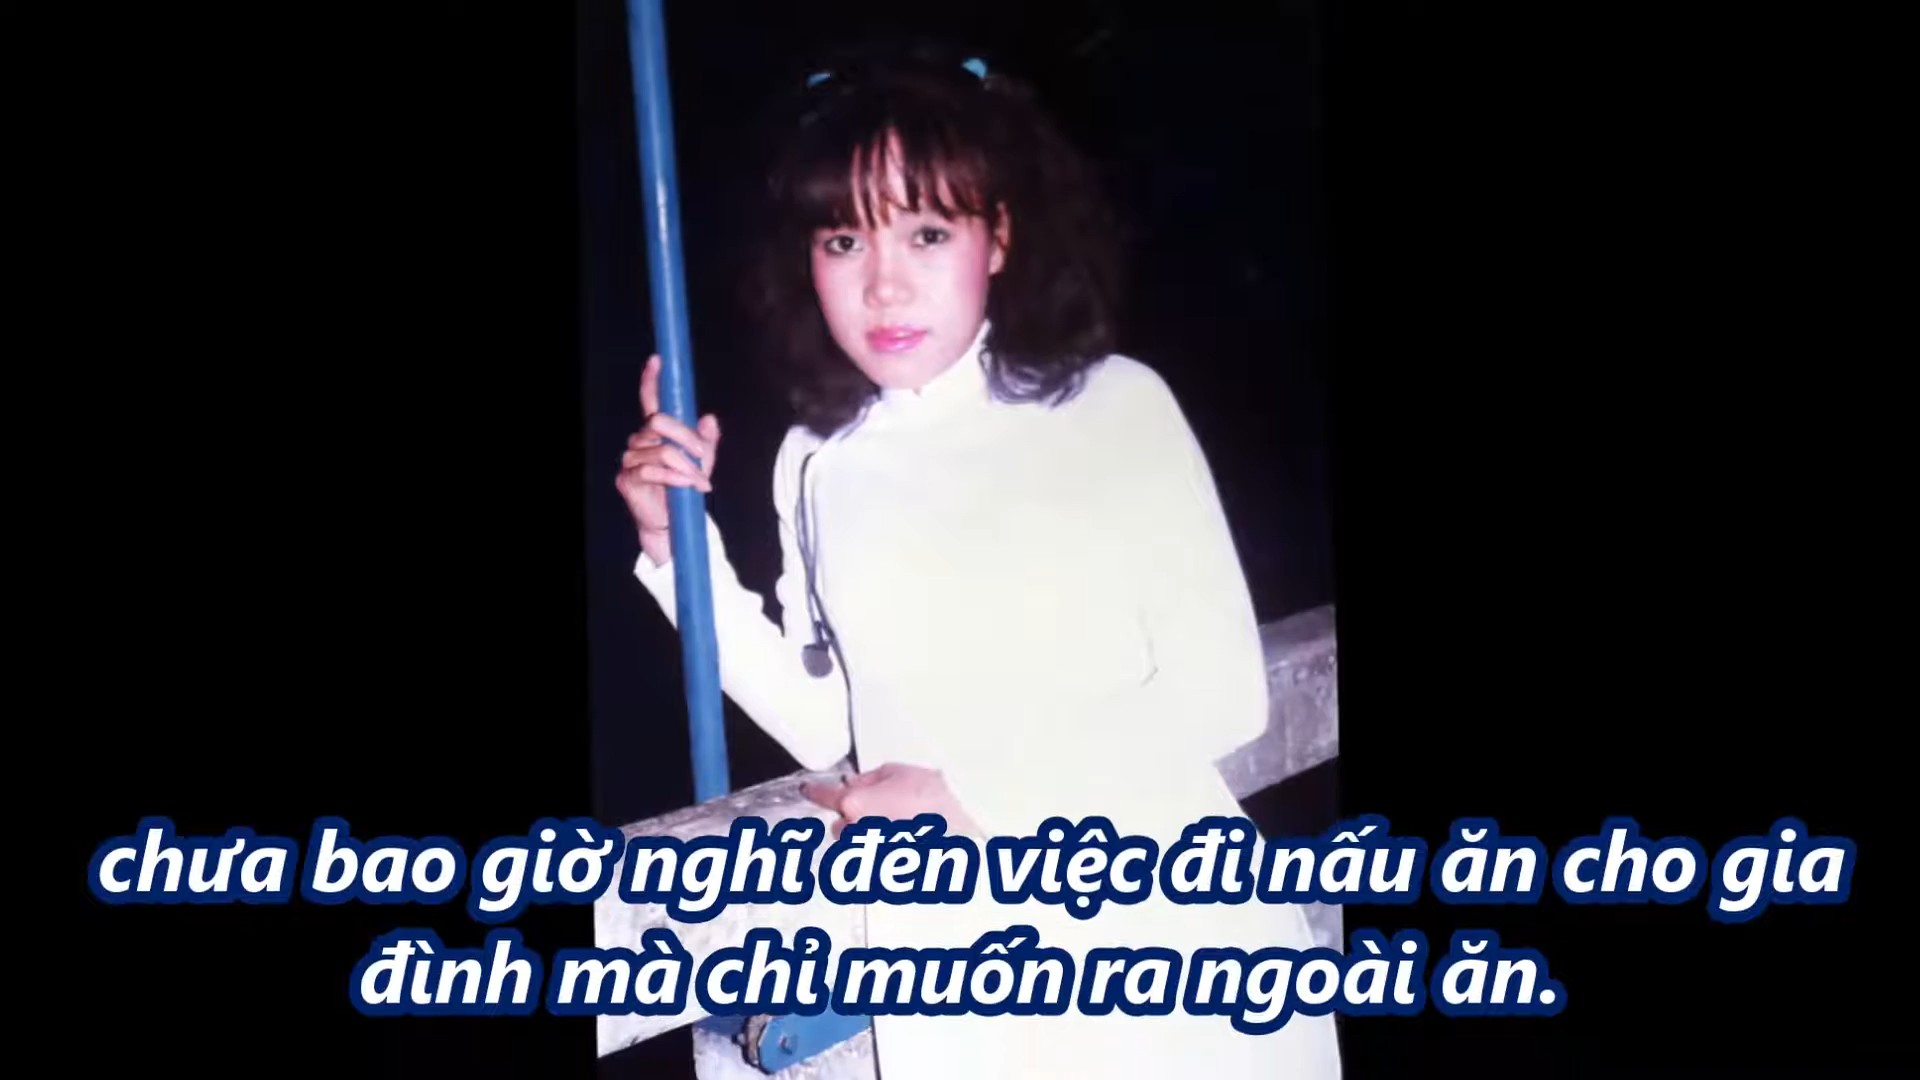 chưa bao giờ nghĩ đến việc đi nấu ăn cho gia
đình mà chỉ muốn ra ngoài ăn.